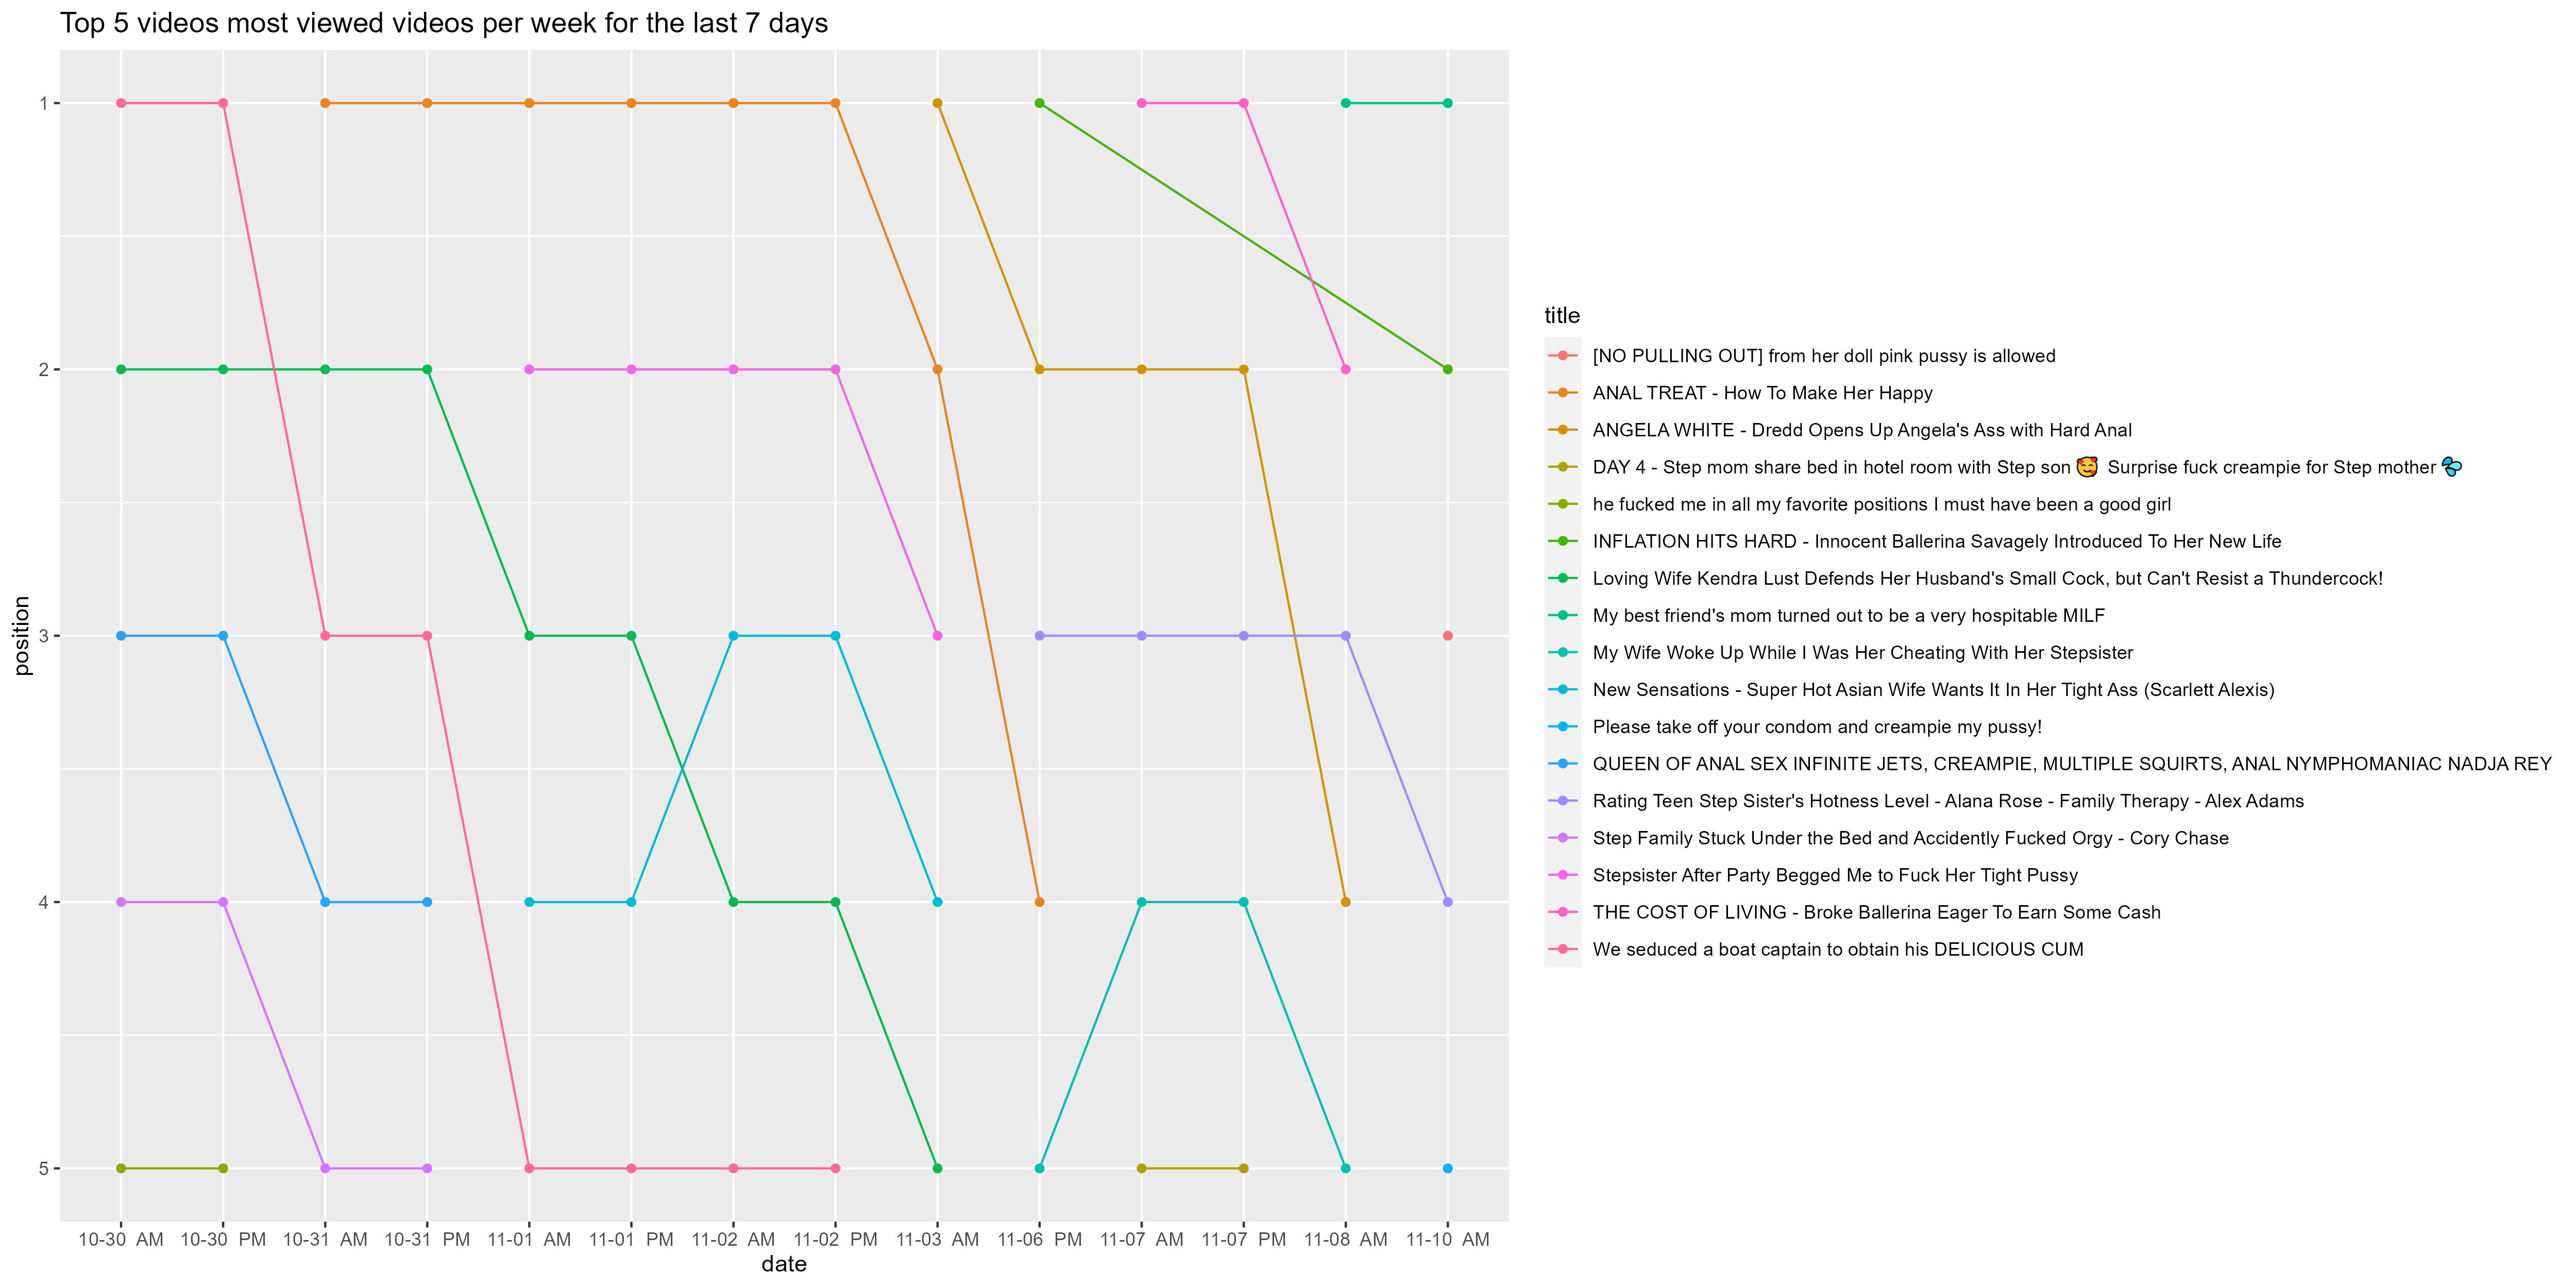 Top 5 videos most viewed videos per week for the last 7 days
position
1
2
3
4
5
10-30 AM 10-30 PM 10-31 AM 10-31 PM 11-01 AM 11-01 PM 11-02 AM 11-02 PM 11-03 AM 11-06 PM 11-07 AM 11-07 PM 11-08 AM 11-10 AM
date
title
[NO PULLING OUT] from her doll pink pussy is allowed
ANAL TREAT - How To Make Her Happy
ANGELA WHITE - Dredd Opens Up Angela's Ass with Hard Anal
DAY 4 - Step mom share bed in hotel room with Step son 🥰 Surprise fuck creampie for Step mother 💦
he fucked me in all my favorite positions I must have been a good girl
INFLATION HITS HARD - Innocent Ballerina Savagely Introduced To Her New Life
Loving Wife Kendra Lust Defends Her Husband's Small Cock, but Can't Resist a Thundercock!
My best friend's mom turned out to be a very hospitable MILF
My Wife Woke Up While I Was Her Cheating With Her Stepsister
New Sensations - Super Hot Asian Wife Wants It In Her Tight Ass (Scarlett Alexis)
Please take off your condom and creampie my pussy!
QUEEN OF ANAL SEX INFINITE JETS, CREAMPIE, MULTIPLE SQUIRTS, ANAL NYMPHOMANIAC NADJA REY
Rating Teen Step Sister's Hotness Level - Alana Rose - Family Therapy - Alex Adams
Step Family Stuck Under the Bed and Accidently Fucked Orgy - Cory Chase
Stepsister After Party Begged Me to Fuck Her Tight Pussy
THE COST OF LIVING - Broke Ballerina Eager To Earn Some Cash
We seduced a boat captain to obtain his DELICIOUS CUM